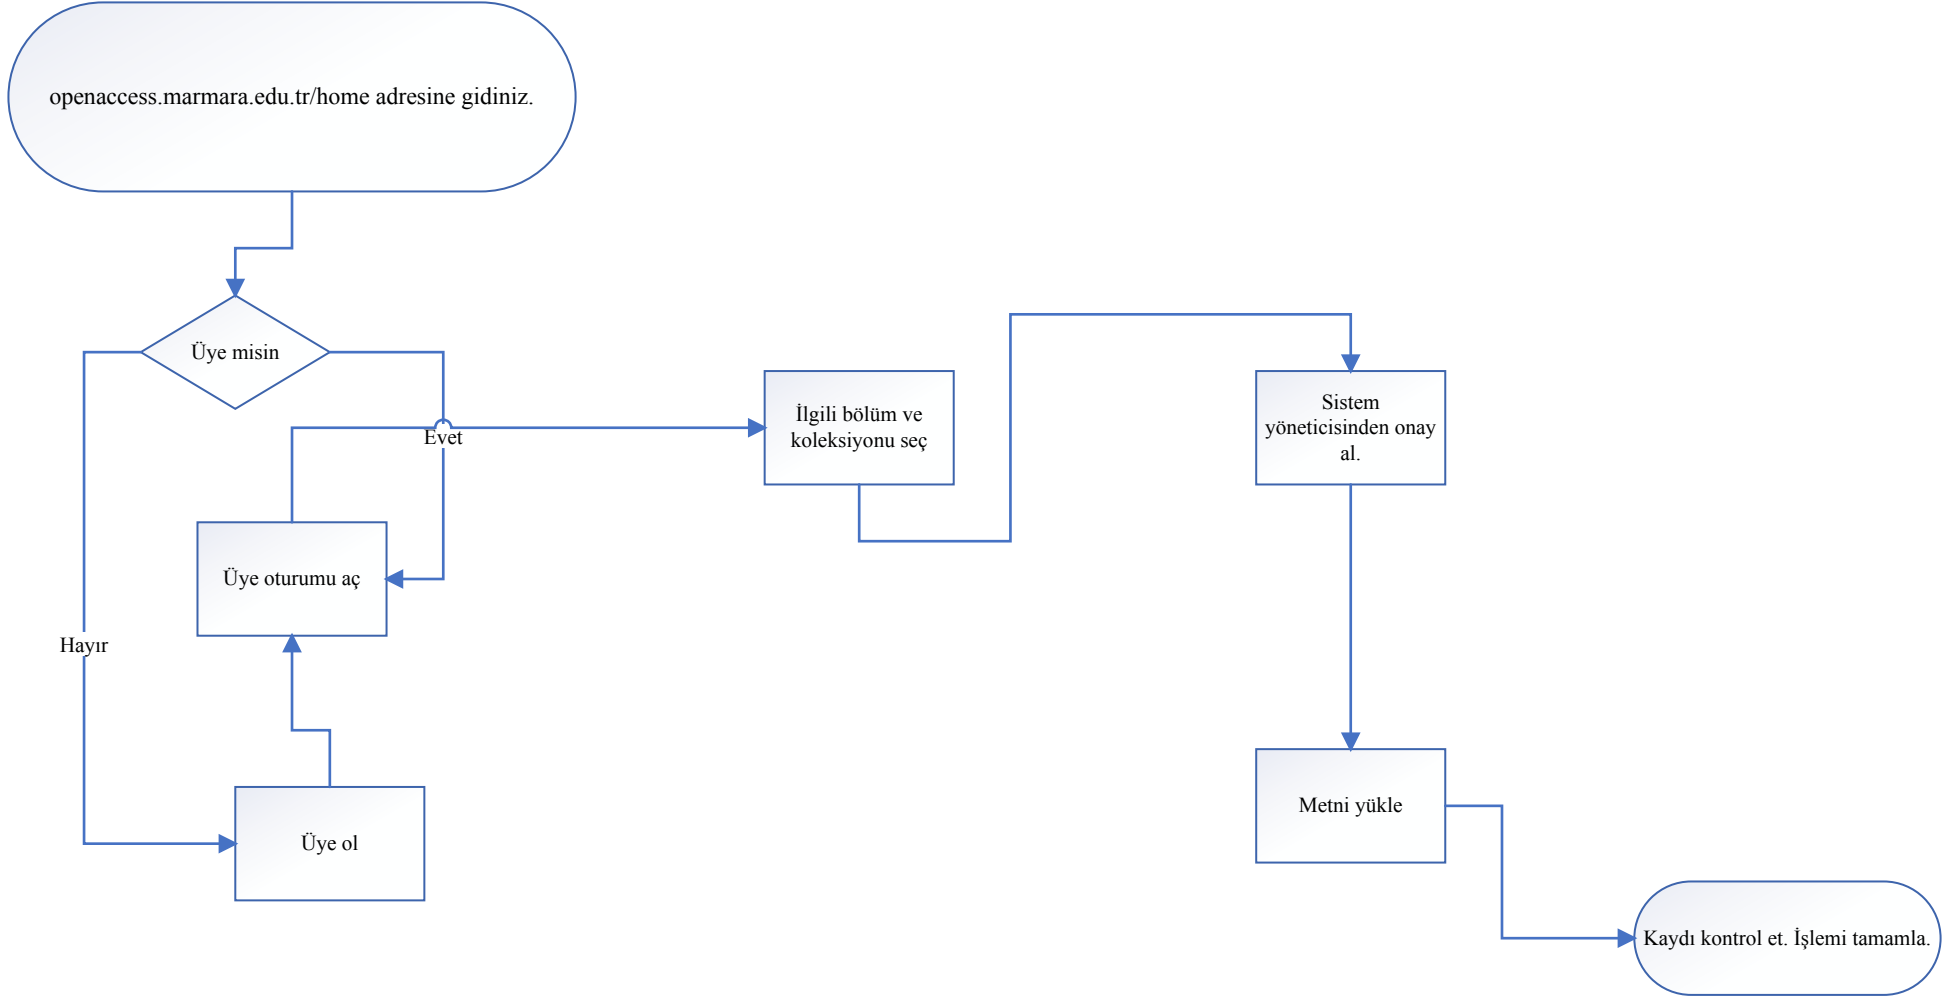 openaccess.marmara.edu.tr/home adresine gidiniz.
Üye misin
Evet
Hayır
Üye oturumu aç
Üye ol
İlgili bölüm ve
koleksiyonu seç
Sistem
yöneticisinden onay
al.
Metni yükle
Kaydı kontrol et. İşlemi tamamla.